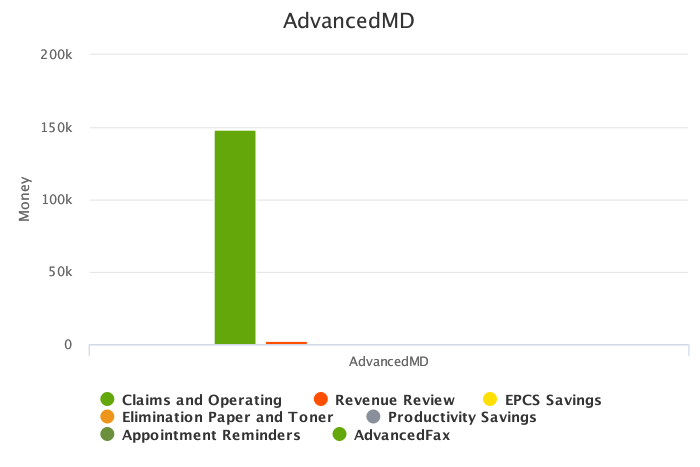 AdvancedMD
200k
150k
100k
50k
0
Money
AdvancedMD
Claims and Operating Revenue Review EPCS Savings
Elimination Paper and Toner Productivity Savings
Appointment Reminders AdvancedFax